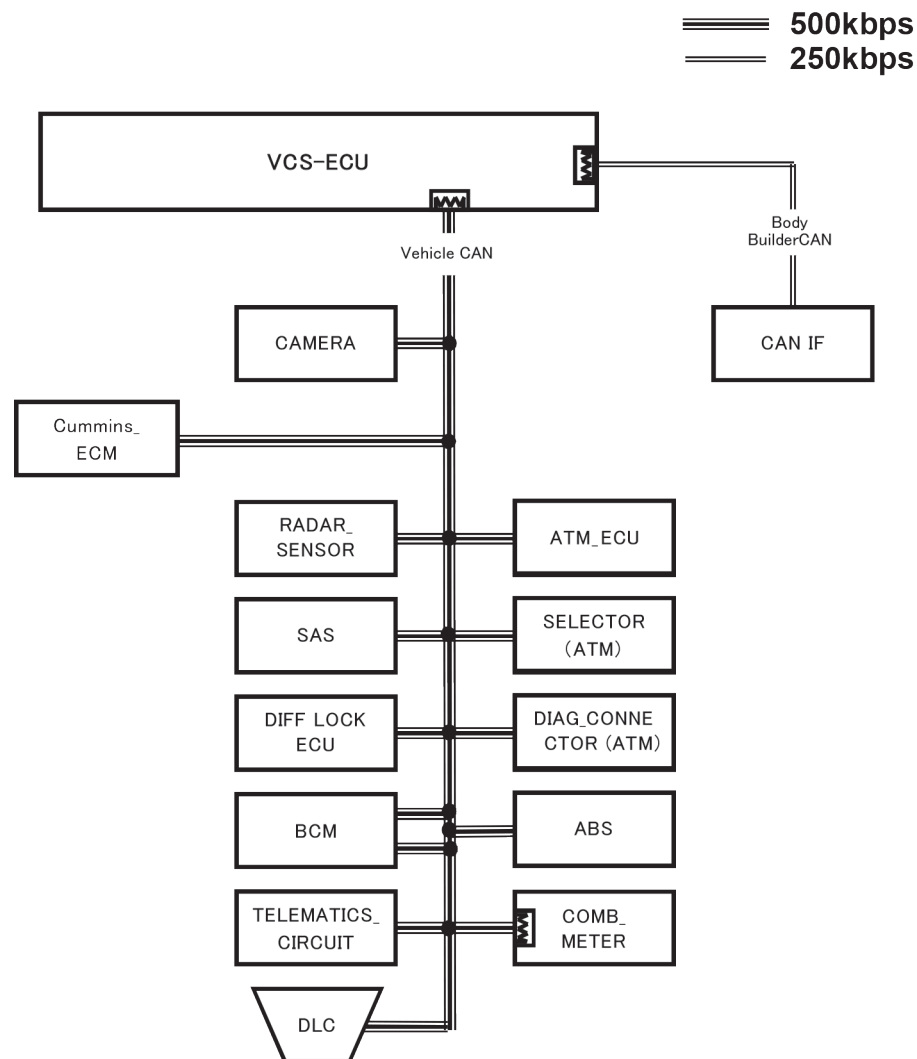 500kbps
250kbps
VCS-ECU
Body
BuilderCAN
Vehicle CAN
CAMERA
CAN IF
Cummins_
ECM
RADAR_
SENSOR
ATM_ECU
SAS
SELECTOR
(ATM)
DIFF LOCK
ECU
DIAG_CONNE
CTOR (ATM)
BCM
ABS
TELEMATICS_
CIRCUIT
COMB_
METER
DLC